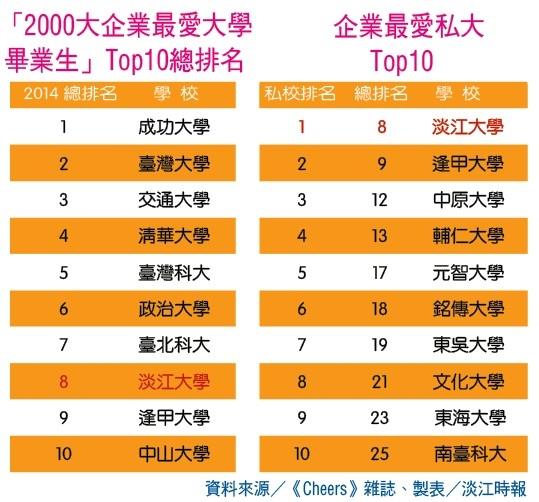 「2000大企業最愛大學
畢業生」Top10總排名
2014 總排名 學 校
1 成功大學
2 臺灣大學
3 交通大學
4 清華大學
5 臺灣科大
6 政治大學
7 臺北科大
8 淡江大學
9 逢甲大學
10 中山大學
企業最愛私大
Top10
私校排名 總排名 學 校
1 8 淡江大學
2 9 逢甲大學
3 12 中原大學
4 13 輔仁大學
5 17 元智大學
6 18 銘傳大學
7 19 東吳大學
8 21 文化大學
9 23 東海大學
10 25 南臺科大
資料來源／《Cheers》雜誌、製表／淡江時報